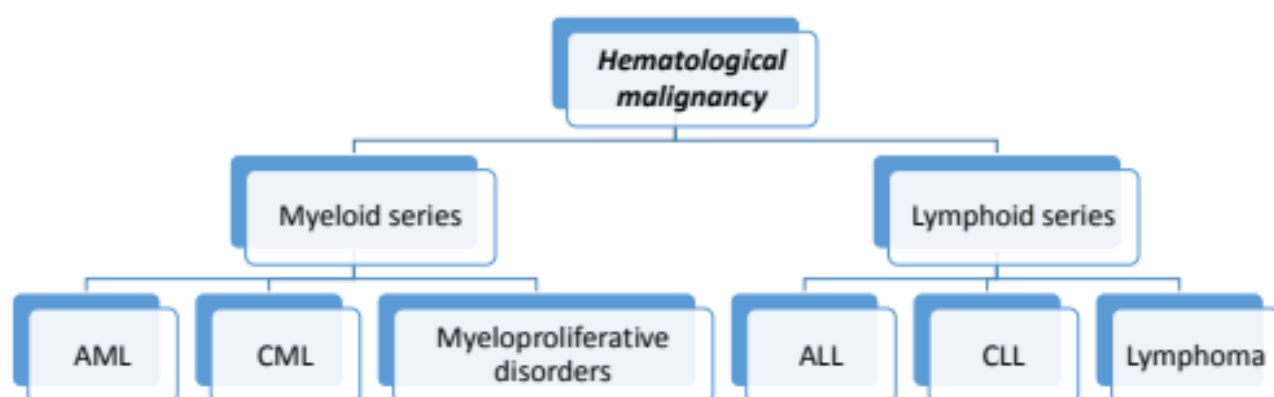 Hematological
malignancy
Myeloid series
Lymphoid series
AML
CML
Myeloproliferative
disorders
ALL
CLL
Lymphoma